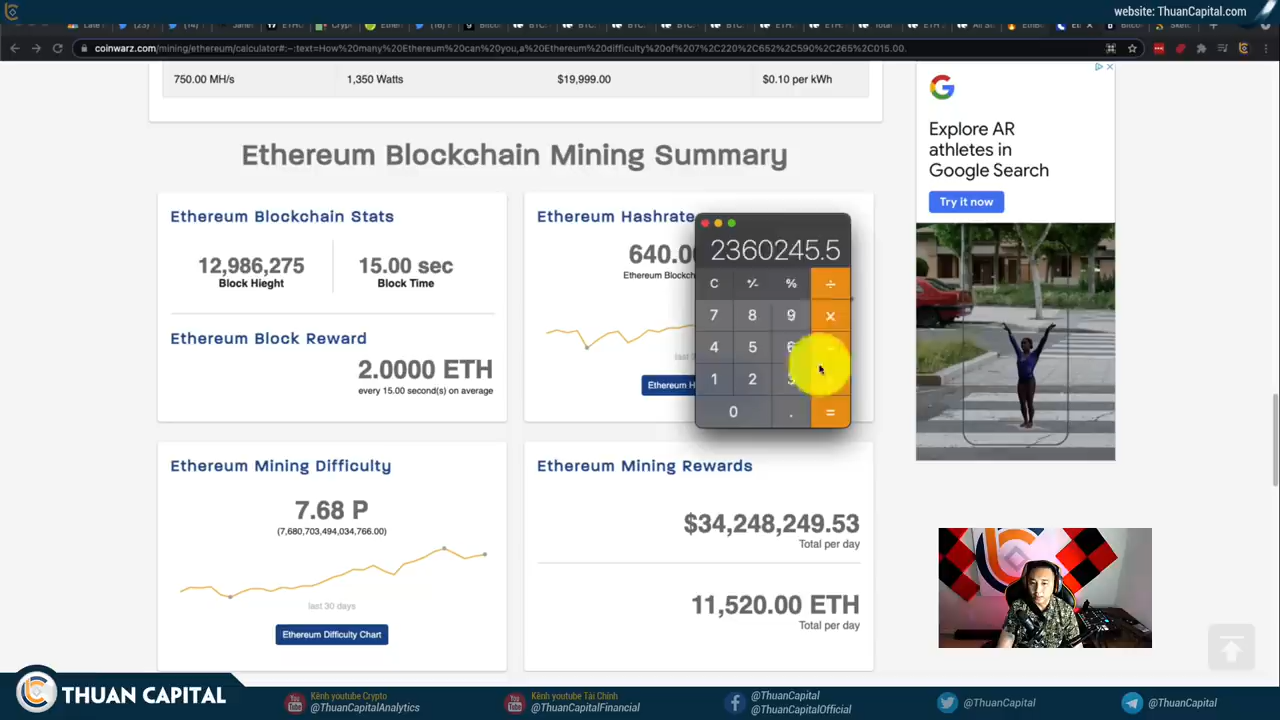 website: ThuanCapital.com
coinwarz.com/mining/ethereum/calculator#:~:text=How%20many%20Ethereum%20can%20you,a%20Ethereum%20difficulty%20of%207%2C220%2C652%2C590%2C265%2C015.00.
750.00 MH/s 1,350 Watts $19,999.00 $0.10 per kWh
Ethereum Blockchain Mining Summary
Ethereum Blockchain Stats
12,986,275 15.00 sec
Block Hieght Block Time
Ethereum Block Reward
2.0000 ETH
every 15.00 second(s) on average
Ethereum Hashrate
640.0
Ethereum Blockch
last
Ethereum H
2360245.5
C +/- % ÷
7 8 9 ×
4 5 6
1 2 3
0 . =
Ethereum Mining Difficulty
7.68 P
(7,680,703,494,034,766.00)
last 30 days
Ethereum Difficulty Chart
Ethereum Mining Rewards
$34,248,249.53
Total per day
11,520.00 ETH
Total per day
Explore AR
athletes in
Google Search
Try it now
THUAN CAPITAL
Kênh youtube Crypto
@ThuanCapitalAnalytics
Kênh youtube Tài Chính
@ThuanCapitalFinancial
@ThuanCapital
@ThuanCapitalOfficial
@ThuanCapital
@ThuanCapital